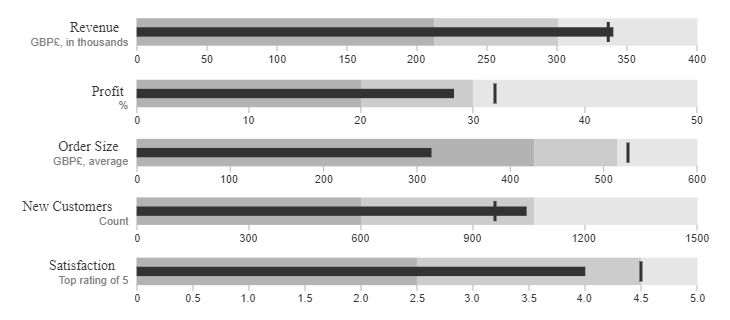 Revenue
GBP£, in thousands
0 50 100 150 200 250 300 350 400
Profit
%
0 10 20 30 40 50
Order Size
GBP£, average
0 100 200 300 400 500 600
New Customers
Count
0 300 600 900 1200 1500
Satisfaction
Top rating of 5
0 0.5 1.0 1.5 2.0 2.5 3.0 3.5 4.0 4.5 5.0